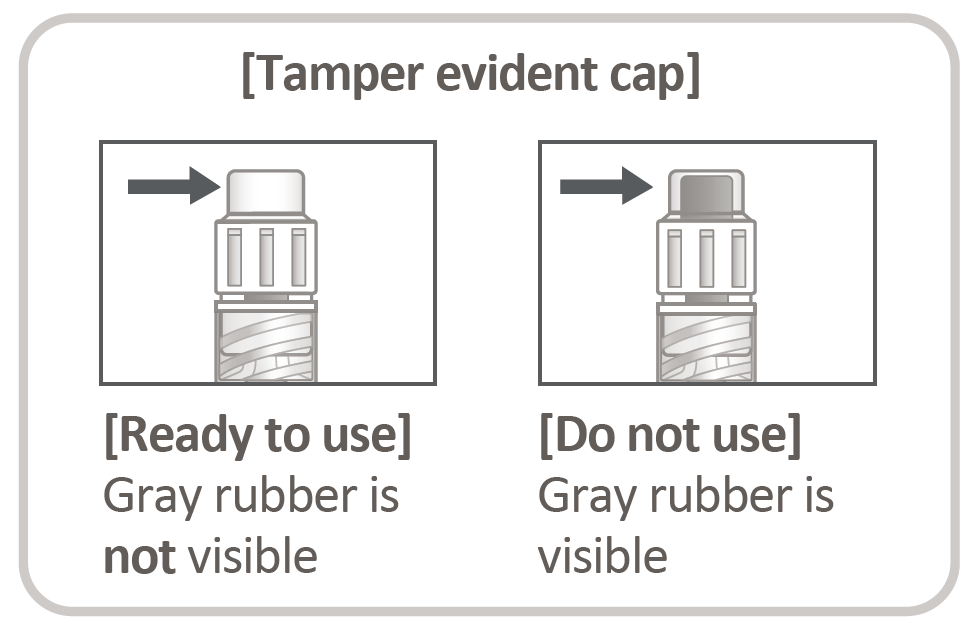 [Tamper evident cap]
[Ready to use]
Gray rubber is
not visible
[Do not use]
Gray rubber is
visible